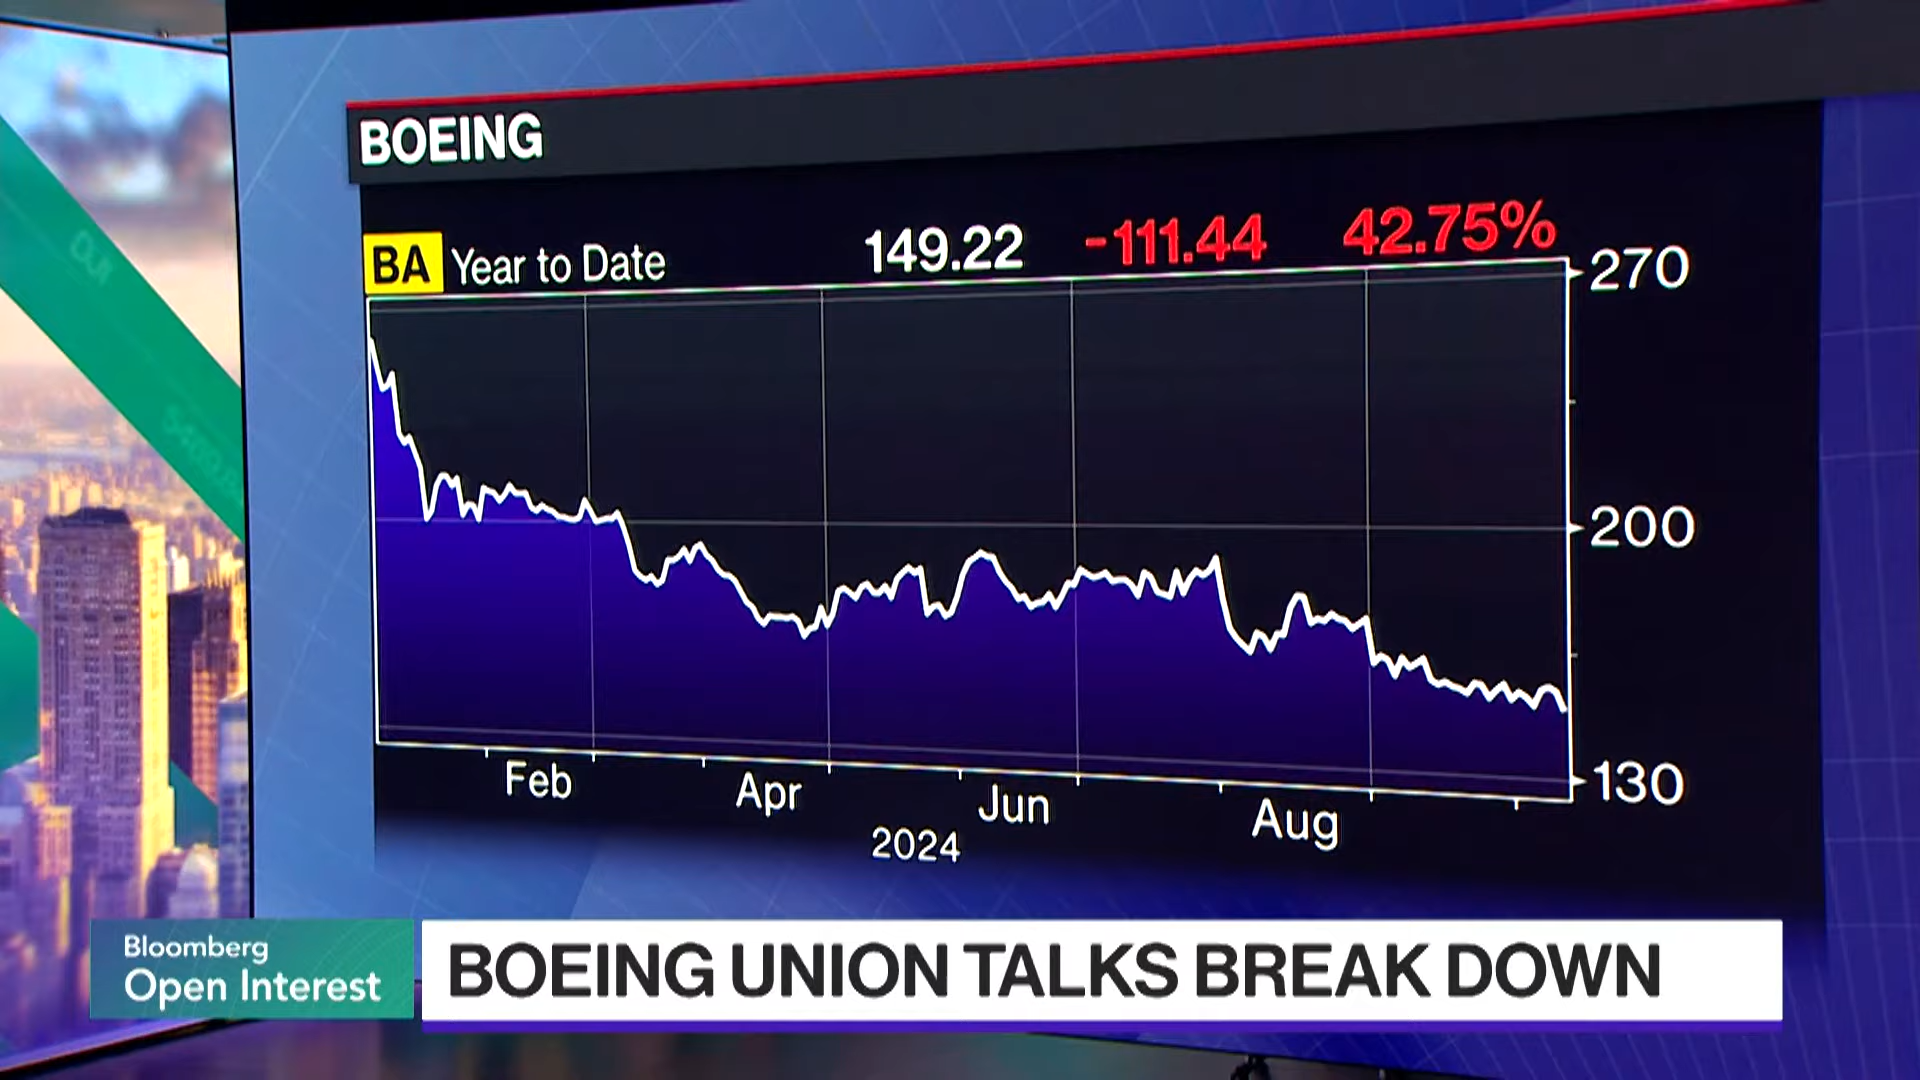 BOEING
BA Year to Date 149.22 -111.44 42.75%
270
200
130
Feb Apr Jun Aug
2024
Bloomberg
Open Interest
BOEING UNION TALKS BREAK DOWN